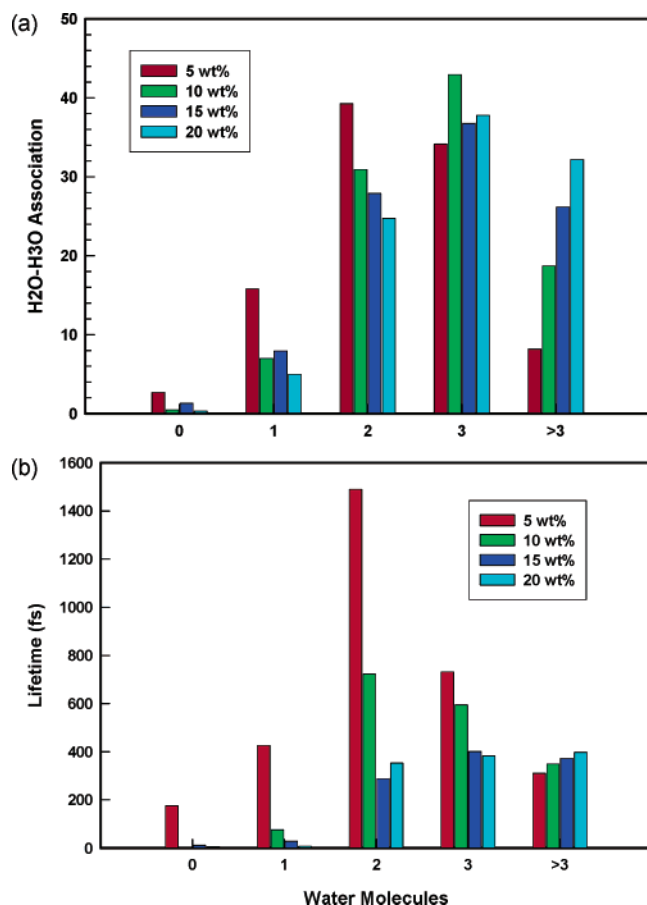 (a)
50
40
30
20
10
0
H2O-H3O Association
5 wt%
10 wt%
15 wt%
20 wt%
0 1 2 3 >3
(b)
1600
1400
1200
1000
800
600
400
200
0
Lifetime (fs)
5 wt%
10 wt%
15 wt%
20 wt%
0 1 2 3 >3
Water Molecules